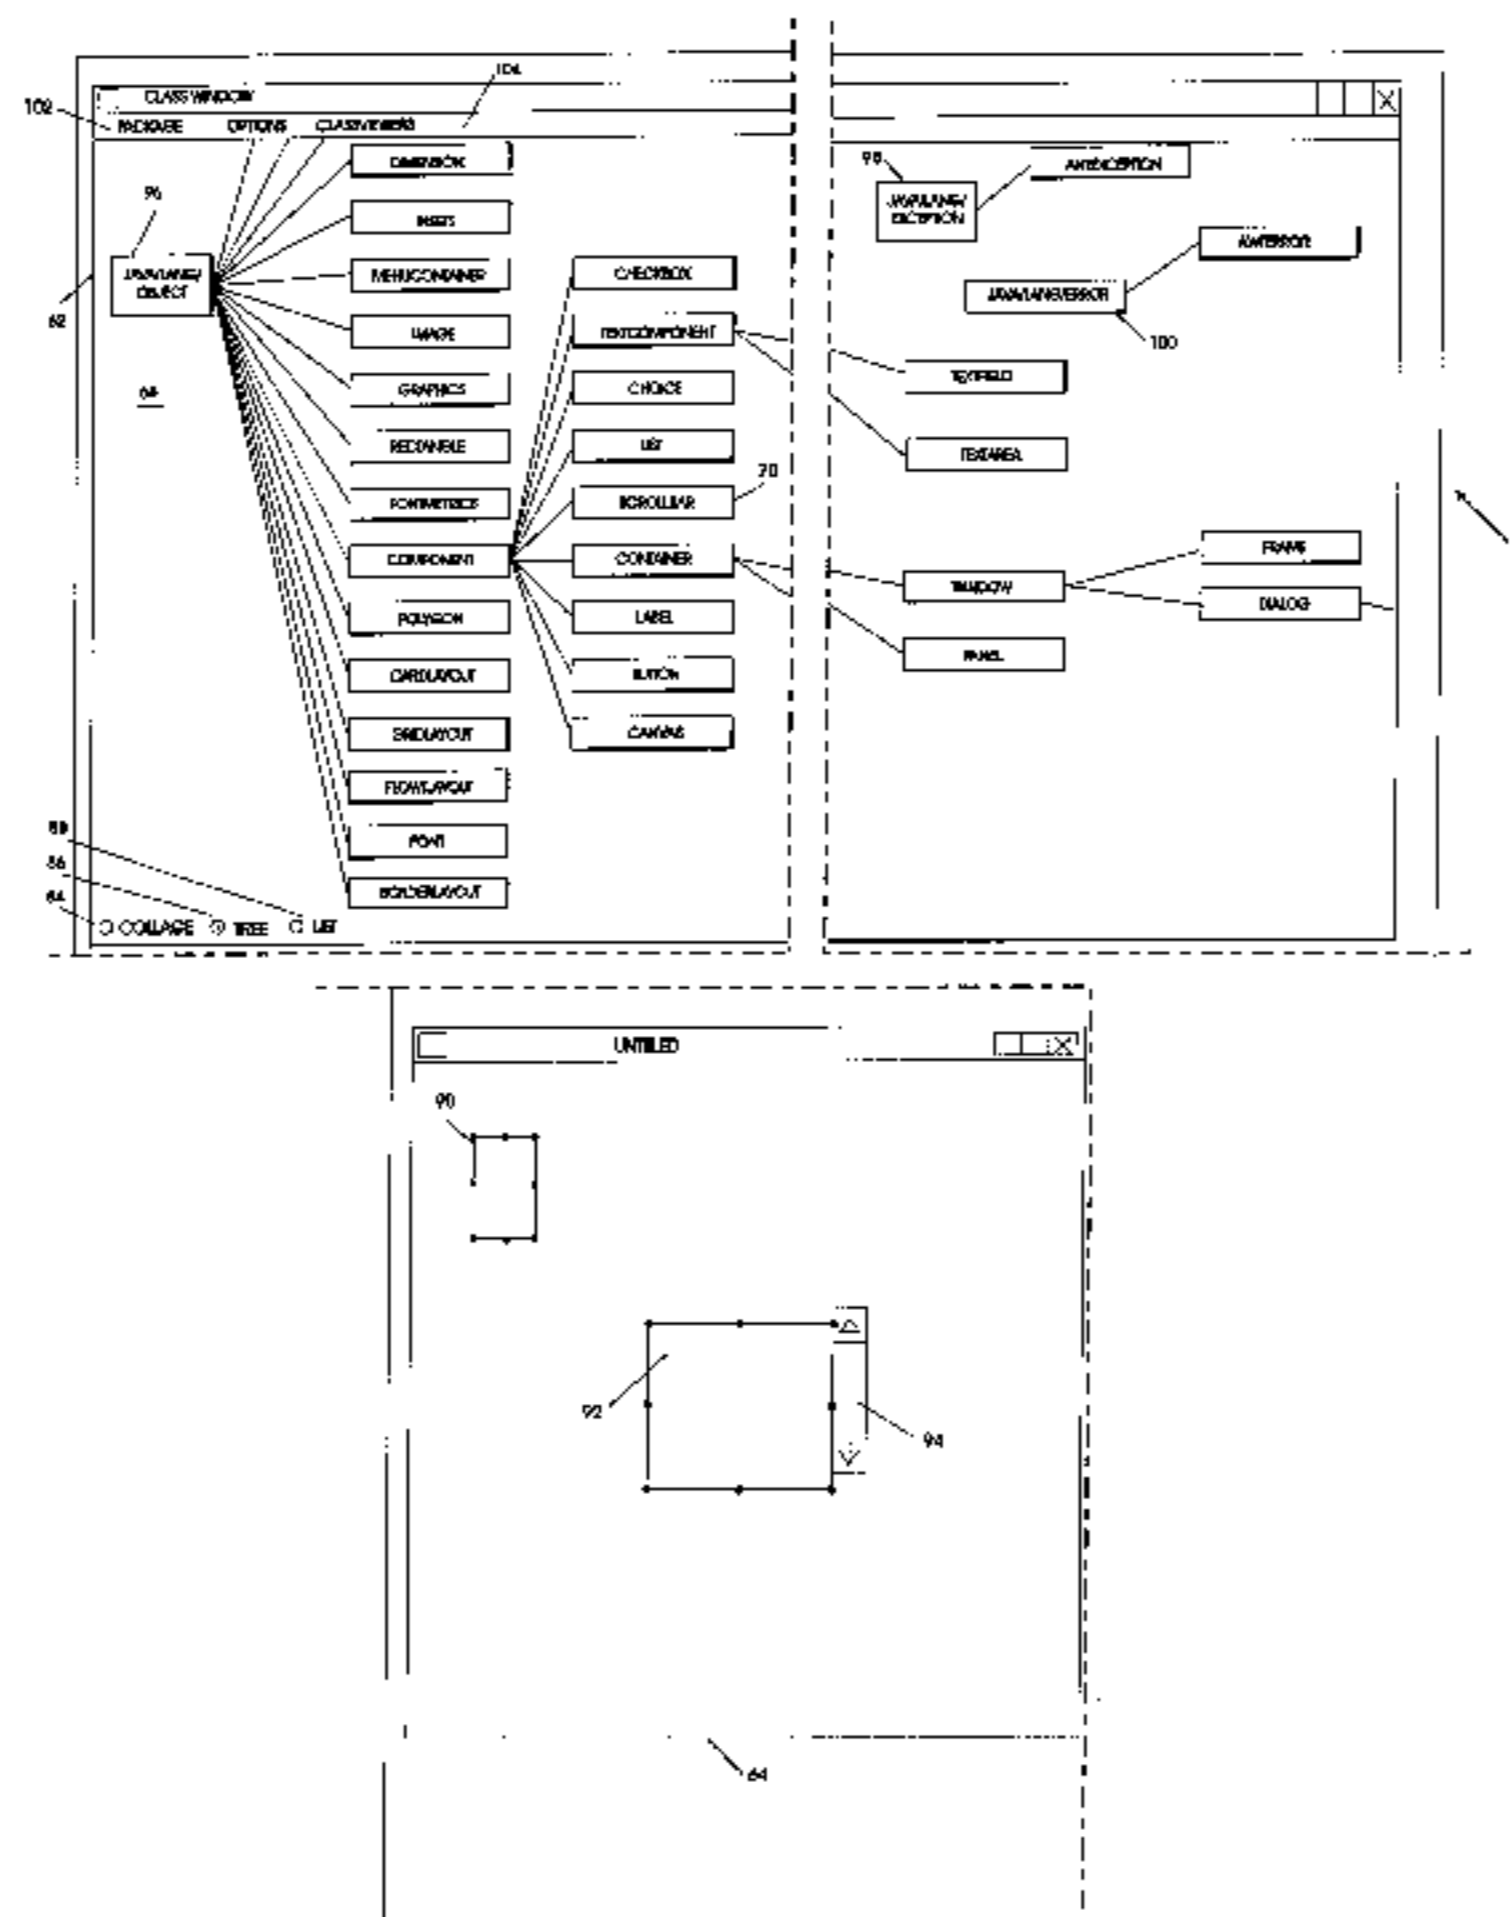 104
CLASS WINDOW
102
PACKAGE OPTIONS CLASSVIEWERS
DIMENSION
98
AWTEXCEPTION
JAVA/LANG/
EXCEPTION
96
INSETS
AWTERROR
JAVA/LANG/
OBJECT
MENUCONTAINER
CHECKBOX
JAVA/LANG/ERROR
62
IMAGE
TEXTCOMPONENT
100
GRAPHICS
CHOICE
TEXTFIELD
RECTANGLE
LIST
TEXTAREA
70
FONTMETRICS
SCROLLBAR
COMPONENT
CONTAINER
WINDOW
FRAME
DIALOG
POLYGON
LABEL
PANEL
CARDLAYOUT
BUTTON
GRIDLAYOUT
CANVAS
FLOWLAYOUT
FONT
BORDERLAYOUT
COLLAGE TREE LIST
UNTITLED
90
92
94
64